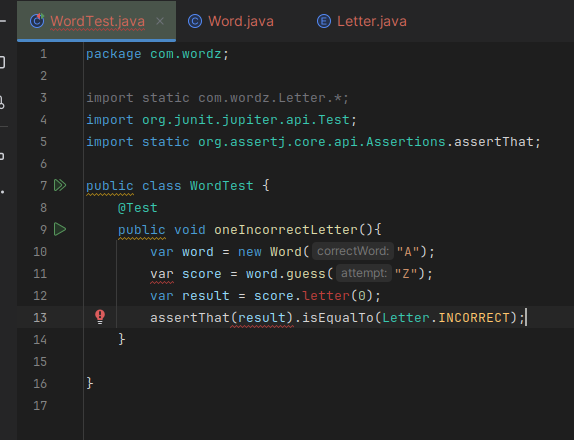 WordTest.java × Word.java Letter.java
1 package com.wordz;
2
3 import static com.wordz.Letter.*;
4 import org.junit.jupiter.api.Test;
5 import static org.assertj.core.api.Assertions.assertThat;
6
7 public class WordTest {
8 @Test
9 public void oneIncorrectLetter(){
10 var word = new Word( correctWord: "A");
11 var score = word.guess( attempt: "Z");
12 var result = score.letter(0);
13 assertThat(result).isEqualTo(Letter.INCORRECT);
14 }
15
16 }
17